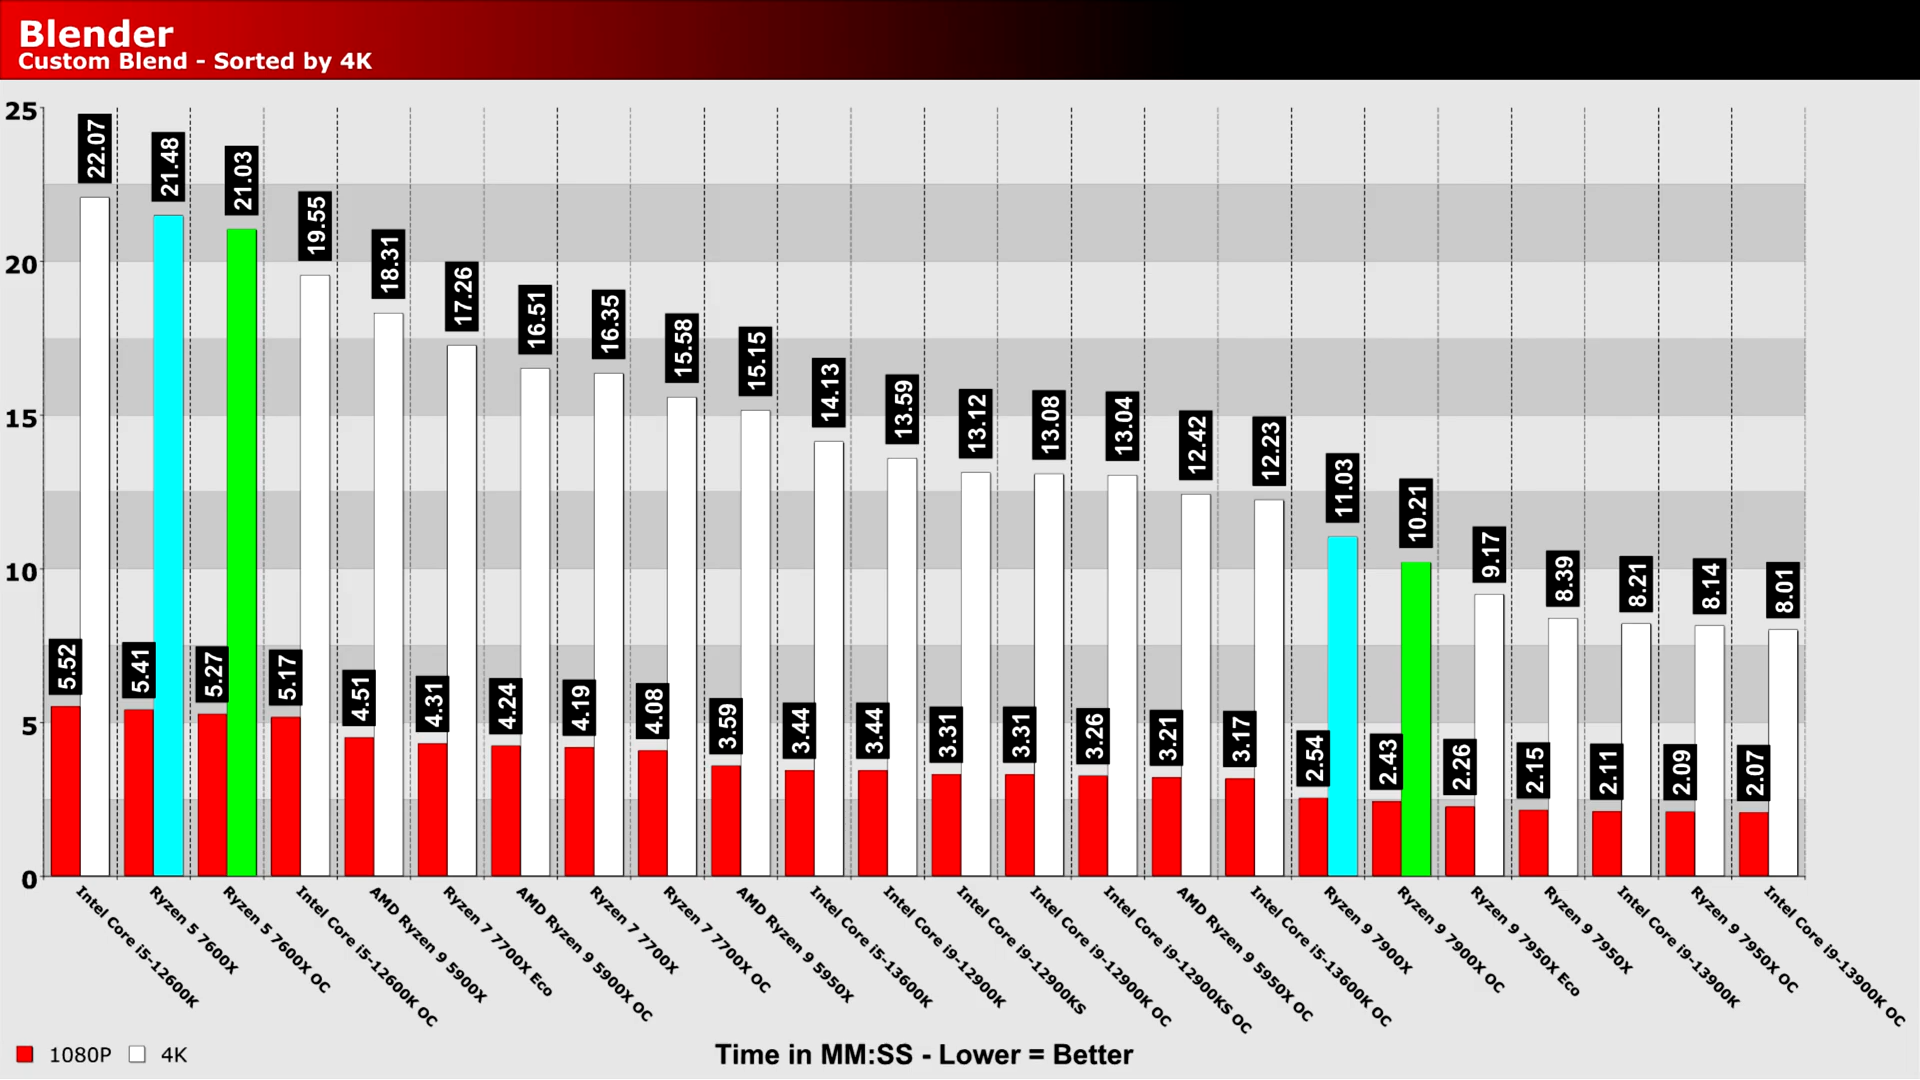 Blender
Custom Blend - Sorted by 4K
25
20
15
10
5
0
22.07
21.48
21.03
19.55
18.31
17.26
16.51
16.35
15.58
15.15
14.13
13.59
13.12
13.08
13.04
12.42
12.23
11.03
10.21
9.17
8.39
8.21
8.14
8.01
5.52
5.41
5.27
5.17
4.51
4.31
4.24
4.19
4.08
3.59
3.44
3.44
3.31
3.31
3.26
3.21
3.17
2.54
2.43
2.26
2.15
2.11
2.09
2.07
Intel Core i5-12600K
Ryzen 5 7600X
Ryzen 5 7600X OC
Intel Core i5-12600K OC
AMD Ryzen 9 5900X
Ryzen 7 7700X Eco
AMD Ryzen 9 5900X OC
Ryzen 7 7700X
Ryzen 7 7700X OC
AMD Ryzen 9 5950X
Intel Core i5-13600K
Intel Core i9-12900K
Intel Core i9-12900KS
Intel Core i9-12900K OC
Intel Core i9-12900KS OC
AMD Ryzen 9 5950X OC
Intel Core i5-13600K OC
Ryzen 9 7900X
Ryzen 9 7900X OC
Ryzen 9 7950X Eco
Ryzen 9 7950X
Intel Core i9-13900K
Ryzen 9 7950X OC
Intel Core i9-13900K OC
1080P
4K
Time in MM:SS - Lower = Better